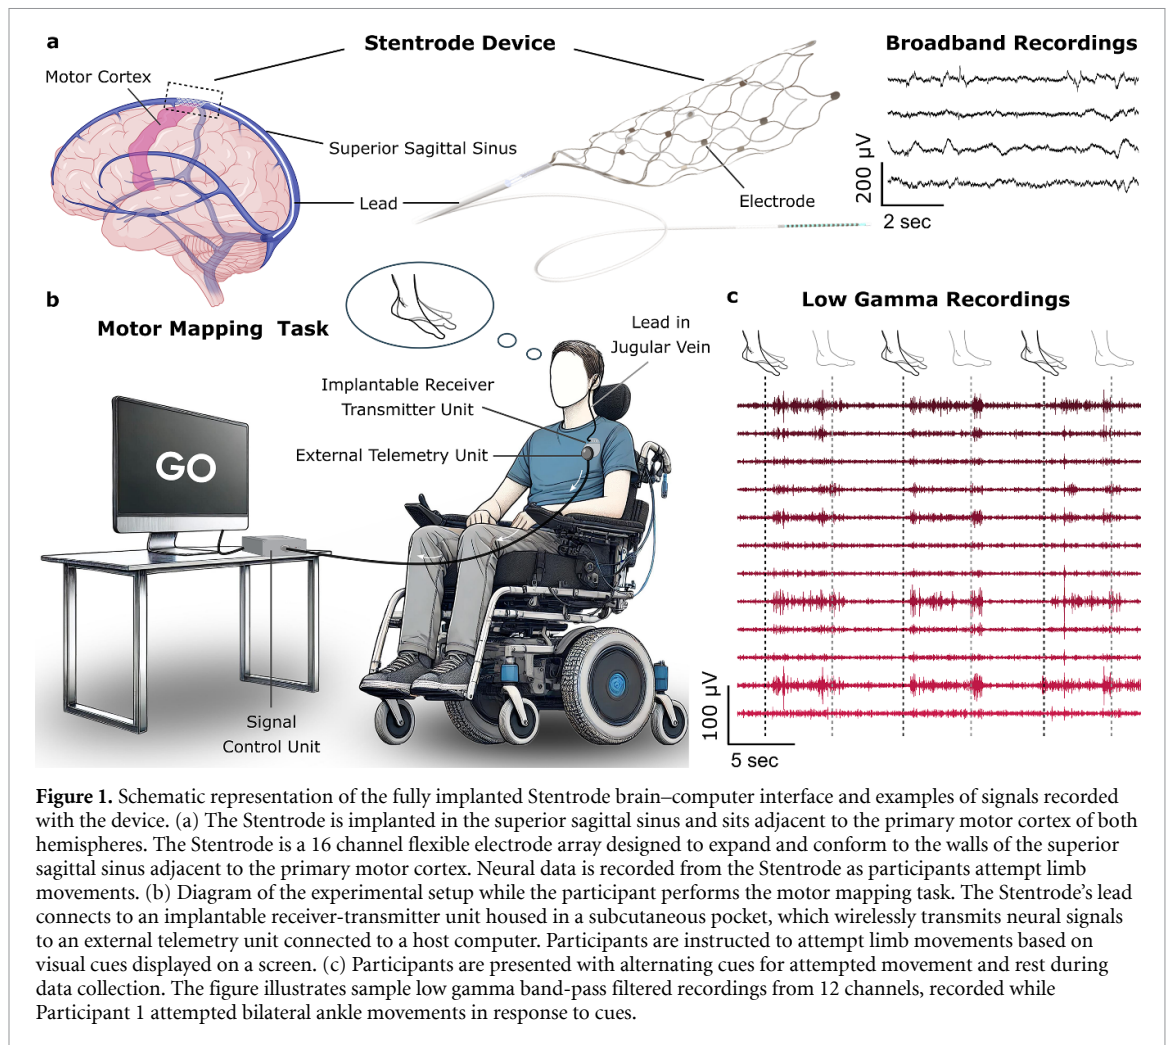 a
Stentrode Device
Broadband Recordings
Motor Cortex
Superior Sagittal Sinus
Lead
Electrode
200 µV
2 sec
b
Motor Mapping Task
Lead in
Jugular Vein
Implantable Receiver
Transmitter Unit
External Telemetry Unit
GO
Signal
Control Unit
c
Low Gamma Recordings
100 µV
5 sec
Figure 1. Schematic representation of the fully implanted Stentrode brain–computer interface and examples of signals recorded
with the device. (a) The Stentrode is implanted in the superior sagittal sinus and sits adjacent to the primary motor cortex of both
hemispheres. The Stentrode is a 16 channel flexible electrode array designed to expand and conform to the walls of the superior
sagittal sinus adjacent to the primary motor cortex. Neural data is recorded from the Stentrode as participants attempt limb
movements. (b) Diagram of the experimental setup while the participant performs the motor mapping task. The Stentrode's lead
connects to an implantable receiver-transmitter unit housed in a subcutaneous pocket, which wirelessly transmits neural signals
to an external telemetry unit connected to a host computer. Participants are instructed to attempt limb movements based on
visual cues displayed on a screen. (c) Participants are presented with alternating cues for attempted movement and rest during
data collection. The figure illustrates sample low gamma band-pass filtered recordings from 12 channels, recorded while
Participant 1 attempted bilateral ankle movements in response to cues.